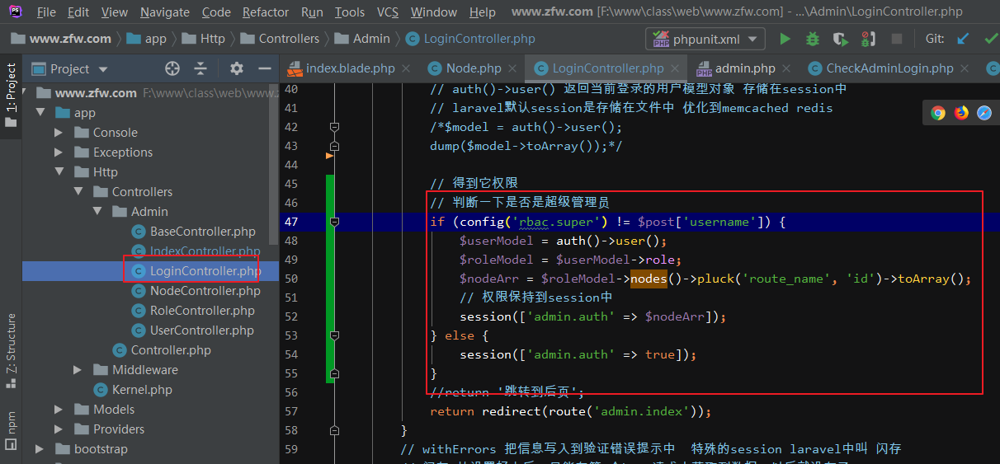 File Edit View Navigate Code Refactor Run Tools VCS Window Help www.zfw.com [F:\www\class\web\www.zfw.com] - ...\Admin\LoginController.php
www.zfw.com app Http Controllers Admin LoginController.php phpunit.xml Git:
Project index.blade.php Node.php LoginController.php admin.php CheckAdminLogin.php
1: Project
7: Structure
npm
www.zfw.com F:\www\class\web\www.z
app
Console
Exceptions
Http
Controllers
Admin
BaseController.php
IndexController.php
LoginController.php
NodeController.php
RoleController.php
UserController.php
Controller.php
Middleware
Kernel.php
Models
Providers
bootstrap
40 // auth()->user() 返回当前登录的用户模型对象 存储在session中
41 // laravel默认session是存储在文件中 优化到memcached redis
42 /*$model = auth()->user();
43 dump($model->toArray());*/
44
45 // 得到它权限
46 // 判断一下是否是超级管理员
47 if (config('rbac.super') != $post['username']) {
48 $userModel = auth()->user();
49 $roleModel = $userModel->role;
50 $nodeArr = $roleModel->nodes()->pluck('route_name', 'id')->toArray();
51 // 权限保持到session中
52 session(['admin.auth' => $nodeArr]);
53 } else {
54 session(['admin.auth' => true]);
55 }
56 //return '跳转到后页';
57 return redirect(route('admin.index'));
58 }
59 // withErrors 把信息写入到验证错误提示中 特殊的session laravel中叫 闪存